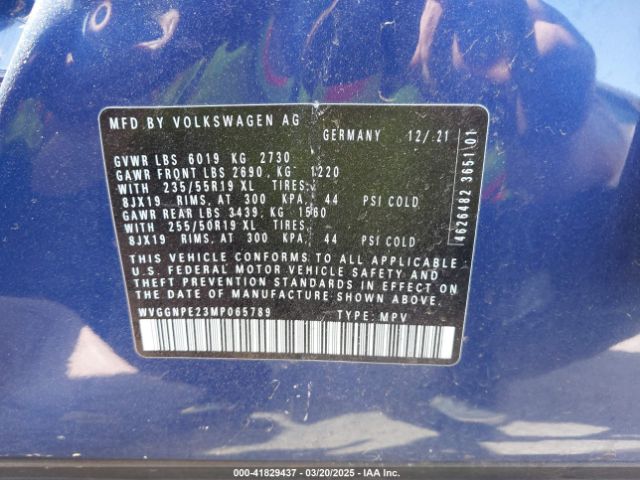 MFD.BY VOLKSWAGEN AG
GERMANY 12/.21
GVWR LBS 6019 KG 2730
GAWR FRONT LBS 2690, KG 1220
WITH 235/55R19 XL TIRES:
8JX19 RIMS, AT 300 KPA, 44 PSI COLD
GAWR REAR LBS 3439, KG 1560
WITH 255/50R19 XL TIRES,
8JX19 RIMS, AT 300 KPA, 44 PSI COLD
THIS VEHICLE CONFORMS TO ALL APPLICABLE
U.S. FEDERAL MOTOR VEHICLE SAFETY AND
THEFT PREVENTION STANDARDS IN EFFECT ON
THE DATE OF MANUFACTURE SHOWN ABOVE.
WVGGNPE23MP065789 TYPE: MPV
4626482 3651 01
000-41829437 - 03/20/2025 - IAA Inc.